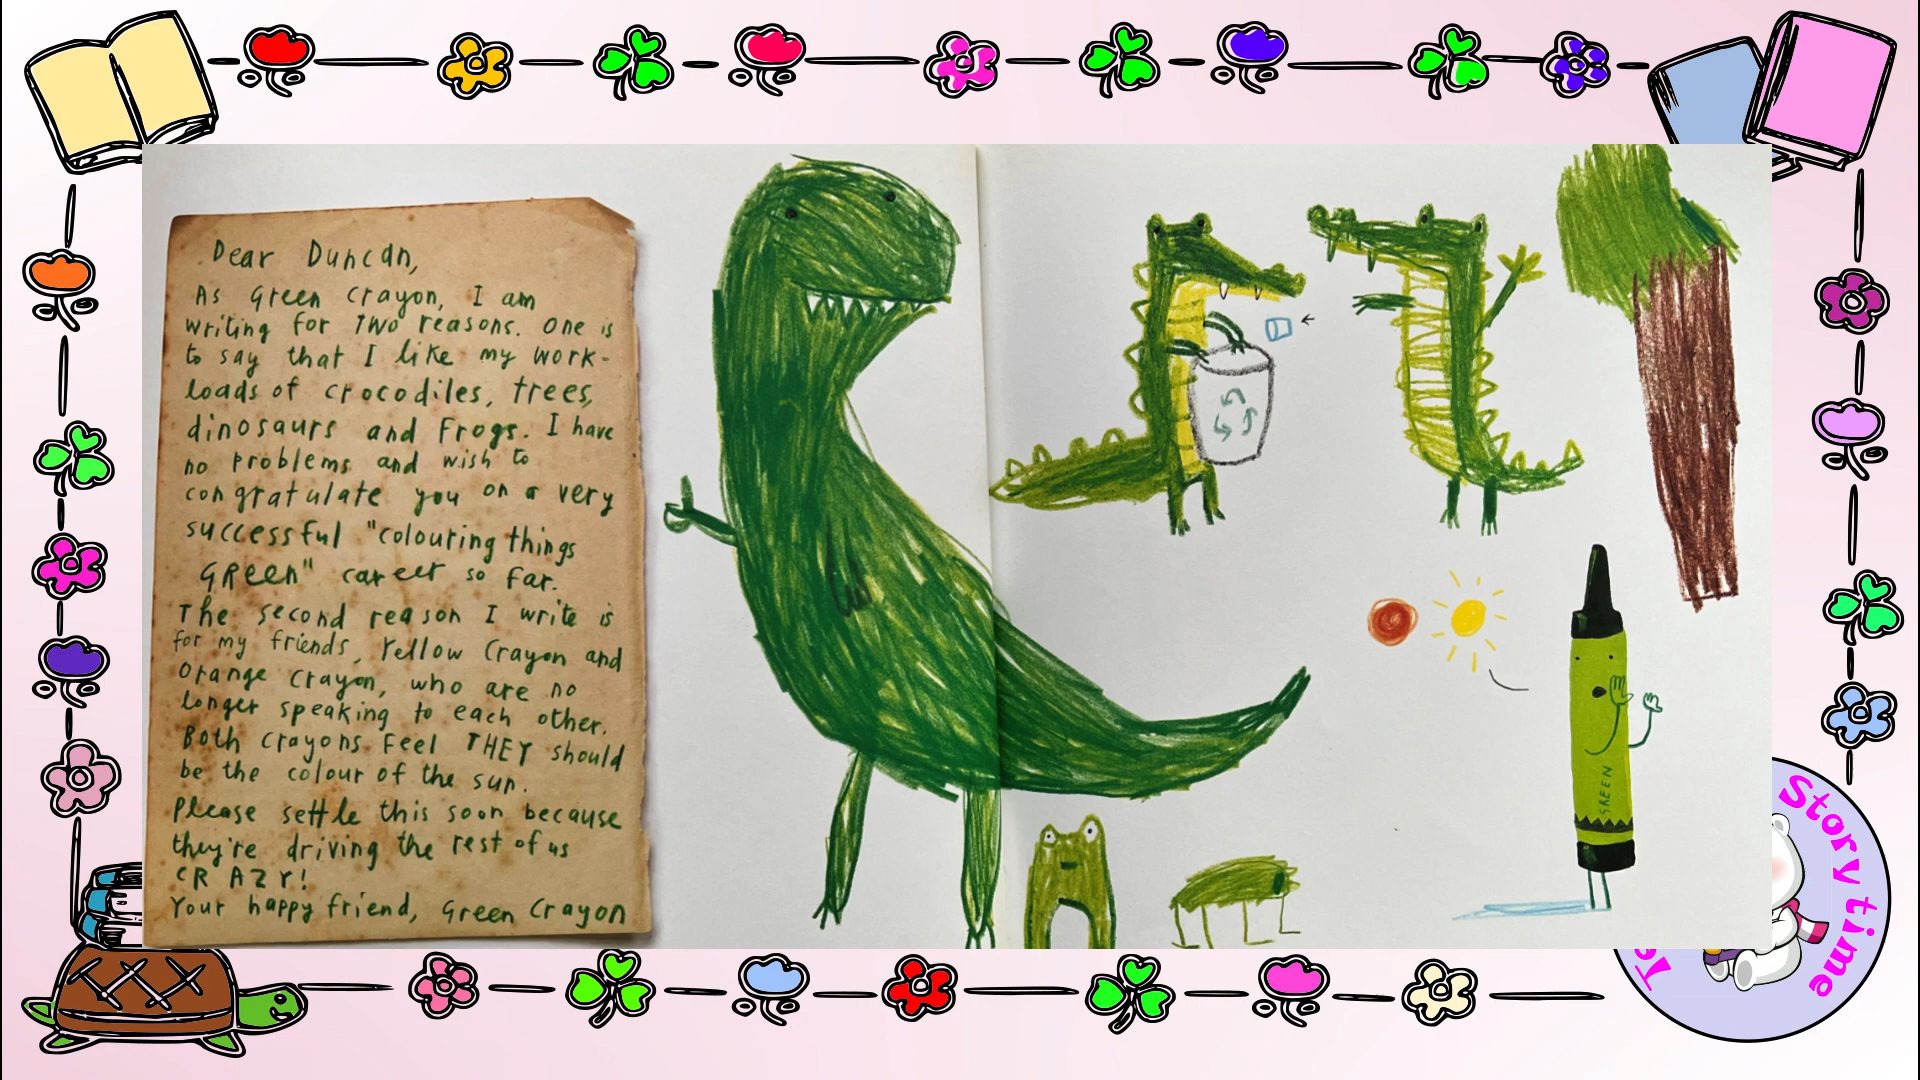 Dear Duncan,
As Green Crayon, I am
writing for TWO reasons. One is
to say that I like my work-
loads of crocodiles, trees,
dinosaurs and Frogs. I have
no problems and wish to
congratulate you on a very
successful "colouring things
GReen" career so far.
The second reason I write is
for my friends, Yellow Crayon and
Orange Crayon, who are no
longer speaking to each other.
Both crayons Feel THEY should
be the colour of the sun.
Please settle this soon because
they're driving the rest of us
CRAZY!
Your happy friend, Green Crayon
GREEN
Story time